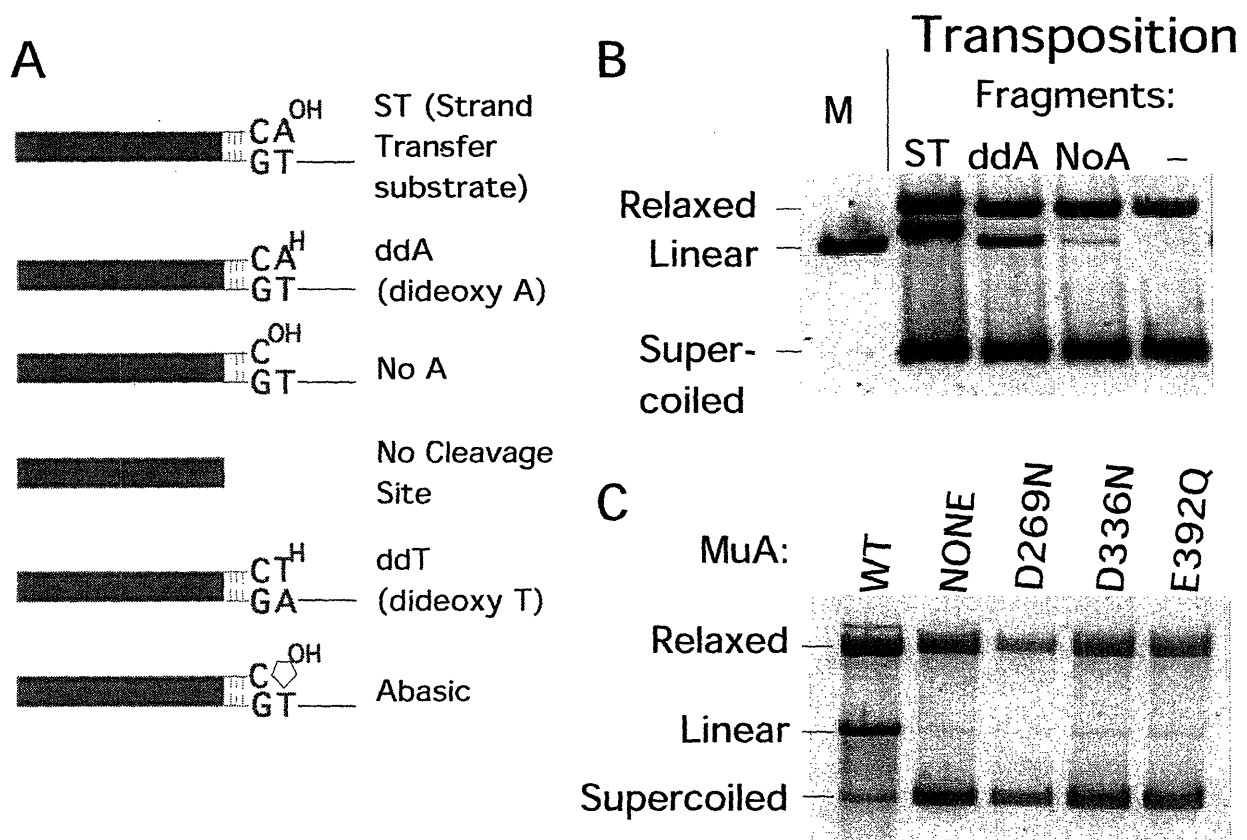 A
CA OH
GT
ST (Strand
Transfer
substrate)
CA H
GT
ddA
(dideoxy A)
C OH
GT
No A
No Cleavage
Site
CT H
GA
ddT
(dideoxy T)
C OH
GT
Abasic
B
Transposition
Fragments:
M
ST ddA NoA –
Relaxed
Linear
Super-
coiled
C
MuA:
WT
NONE
D269N
D336N
E392Q
Relaxed
Linear
Supercoiled